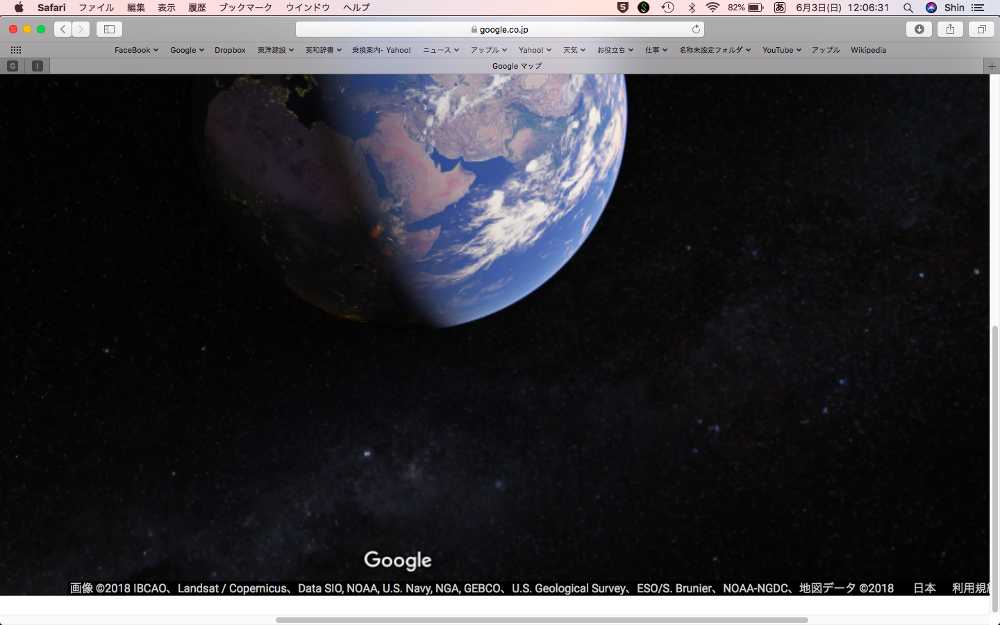 Safari ファイル 編集 表示 履歴 ブックマーク ウインドウ ヘルプ 82% あ 6月3日(日) 12:06:31 Shin
google.co.jp
FaceBook Google Dropbox 東洋建設 英和辞書 乗換案内- Yahoo! ニュース アップル Yahoo! 天気 お役立ち 仕事 名称未設定フォルダ YouTube アップル Wikipedia
G I Google マップ
Google
画像 ©2018 IBCAO、Landsat / Copernicus、Data SIO, NOAA, U.S. Navy, NGA, GEBCO、U.S. Geological Survey、ESO/S. Brunier、NOAA-NGDC、地図データ ©2018 日本 利用規